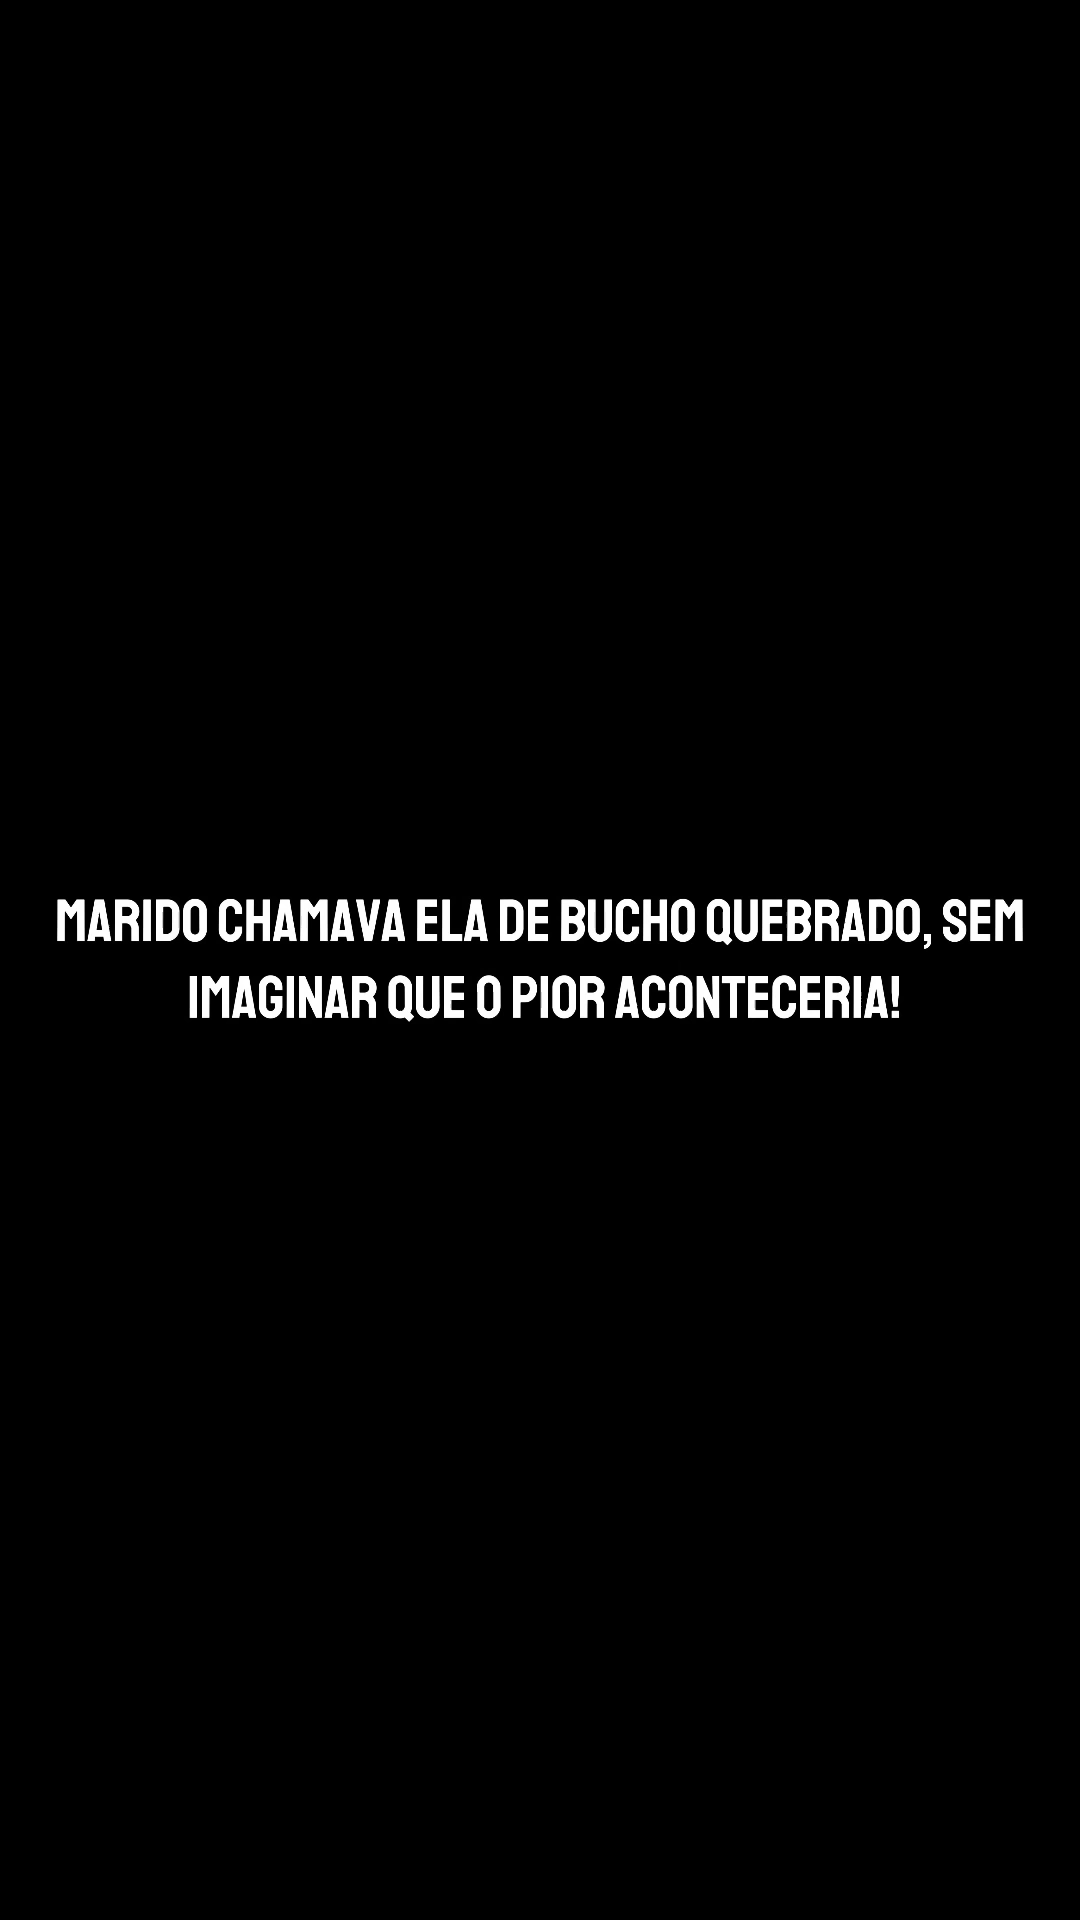 MARIDO CHAMAVA ELA DE BUCHO QUEBRADO, SEM
IMAGINAR QUE O PIOR ACONTECERIA!